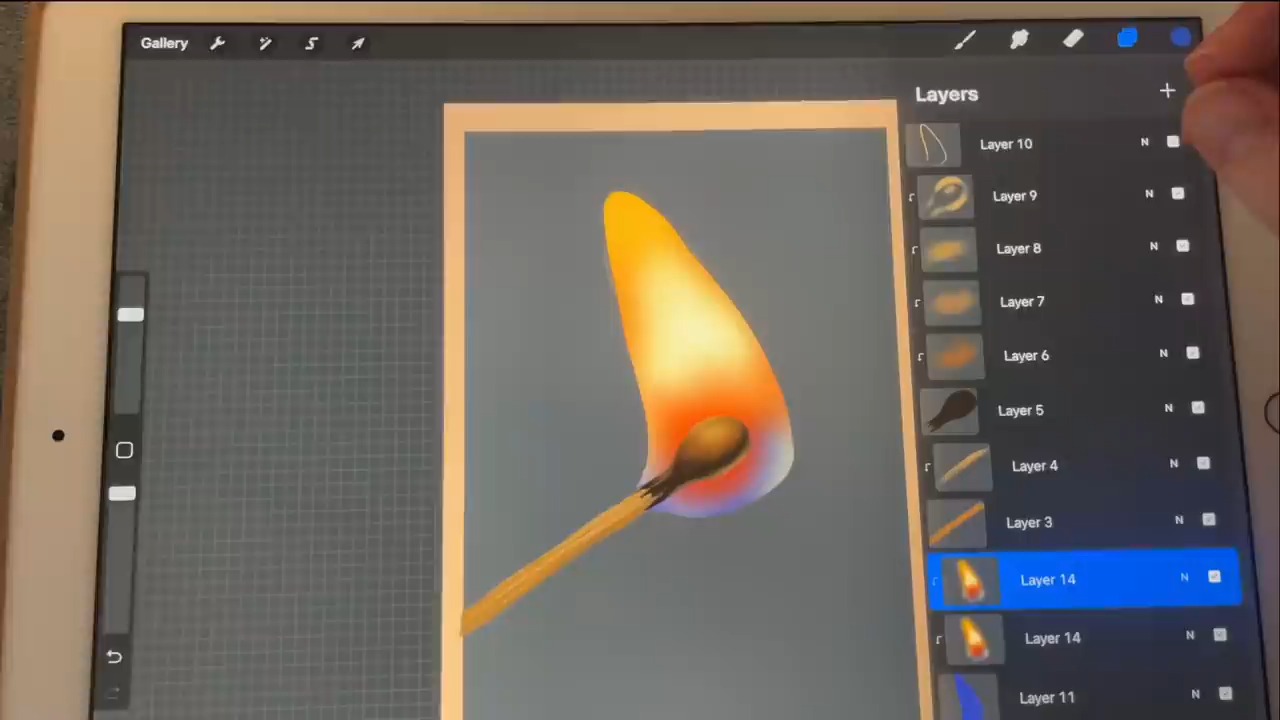 Gallery
Layers
Layer 10 N
Layer 9 N
Layer 8 N
Layer 7 N
Layer 6 N
Layer 5 N
Layer 4 N
Layer 3 N
Layer 14 N
Layer 14 N
Layer 11 N